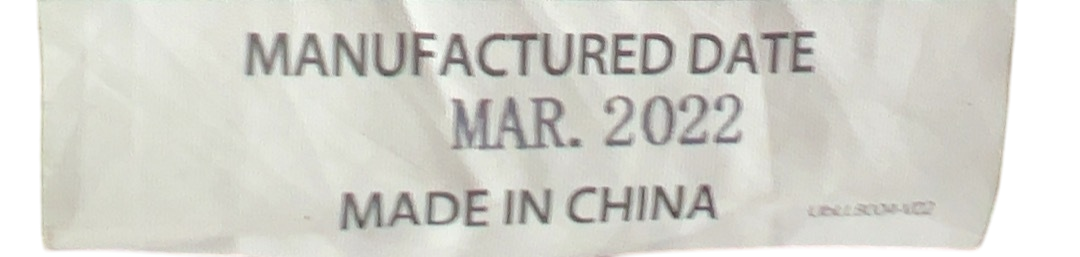 MANUFACTURED DATE
MAR. 2022
MADE IN CHINA